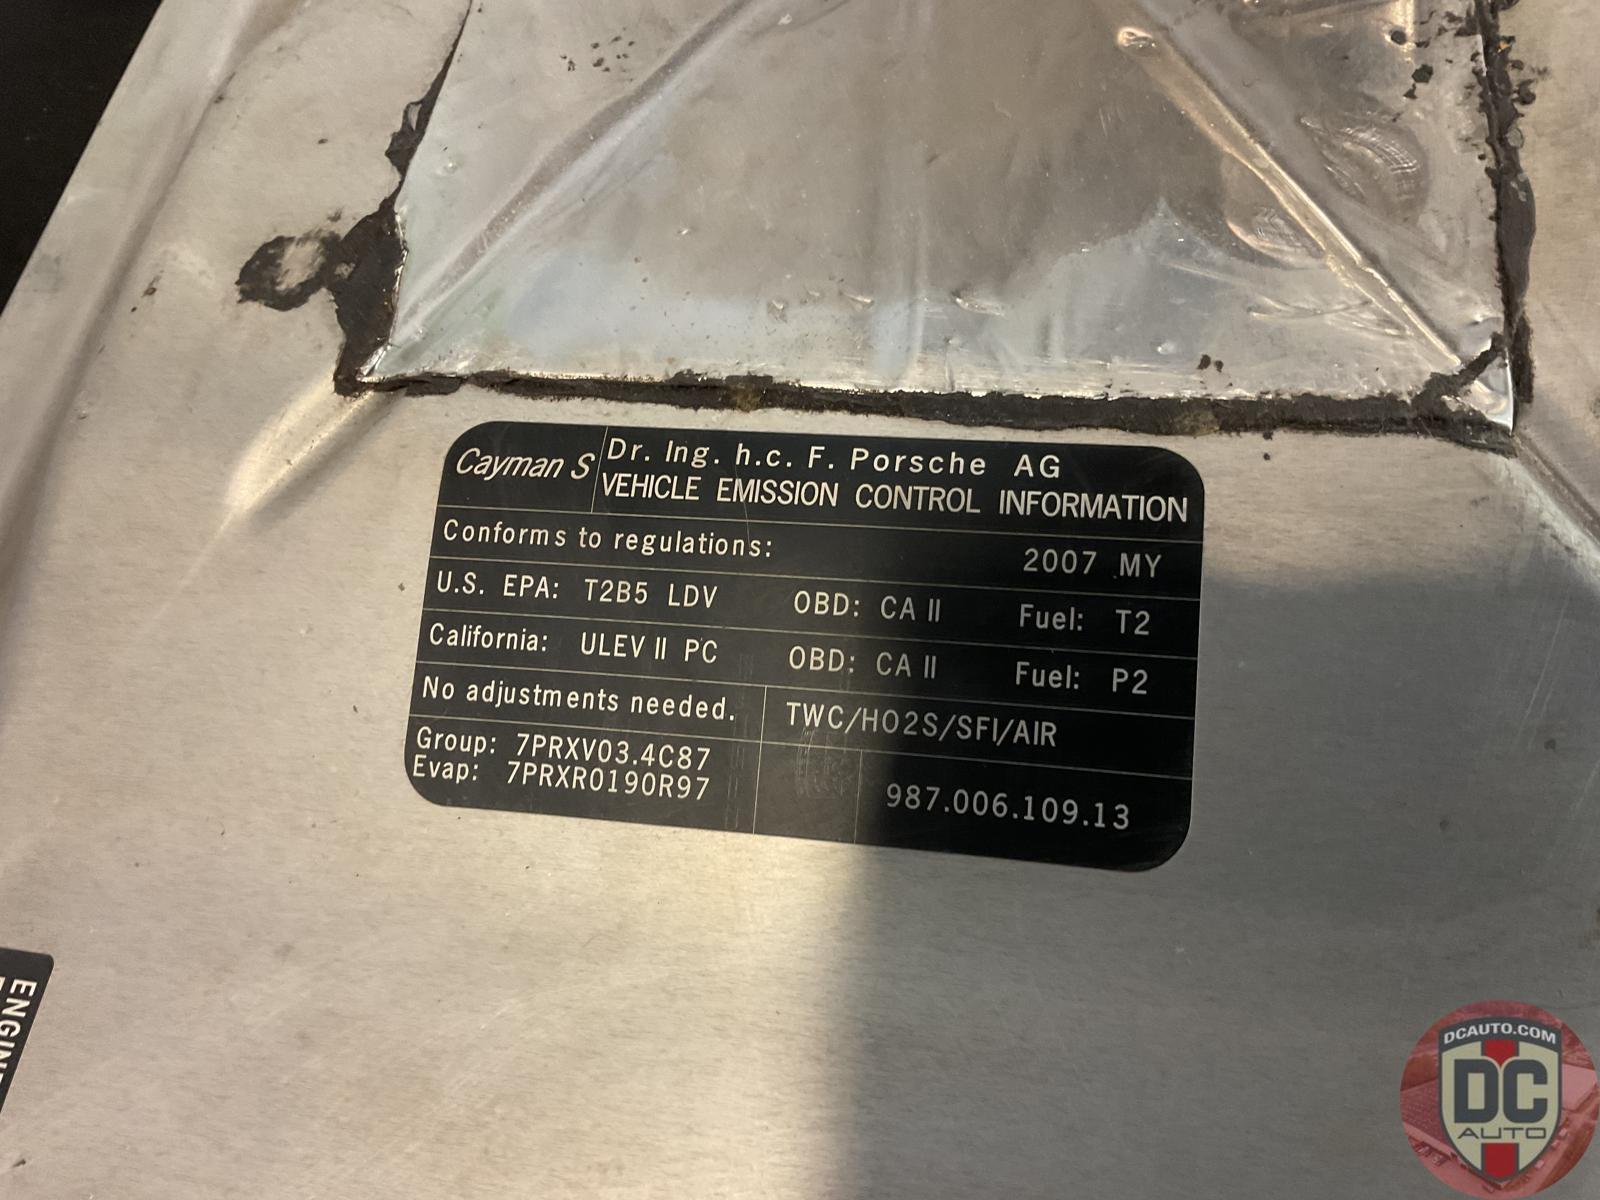 Cayman S
Dr. Ing. h.c. F. Porsche AG
VEHICLE EMISSION CONTROL INFORMATION
Conforms to regulations: 2007 MY
U.S. EPA: T2B5 LDV OBD: CA II Fuel: T2
California: ULEV II PC OBD: CA II Fuel: P2
No adjustments needed. TWC/HO2S/SFI/AIR
Group: 7PRXV03.4C87
Evap: 7PRXR0190R97
987.006.109.13
DCAUTO.COM
DC
AUTO